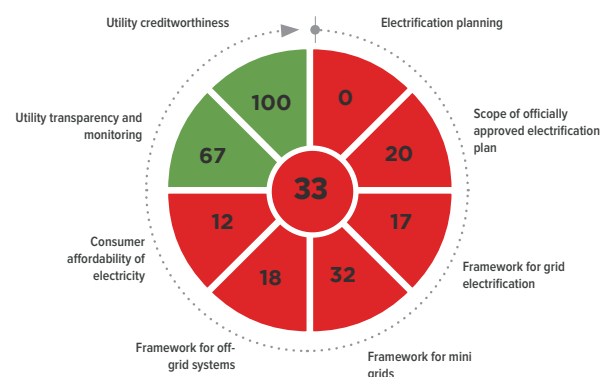 Utility creditworthiness
Electrification planning
100
0
Utility transparency and
monitoring
Scope of officially
approved electrification
plan
67
20
33
12
17
Consumer
affordability of
electricity
Framework for grid
electrification
18
32
Framework for off-
grid systems
Framework for mini
grids